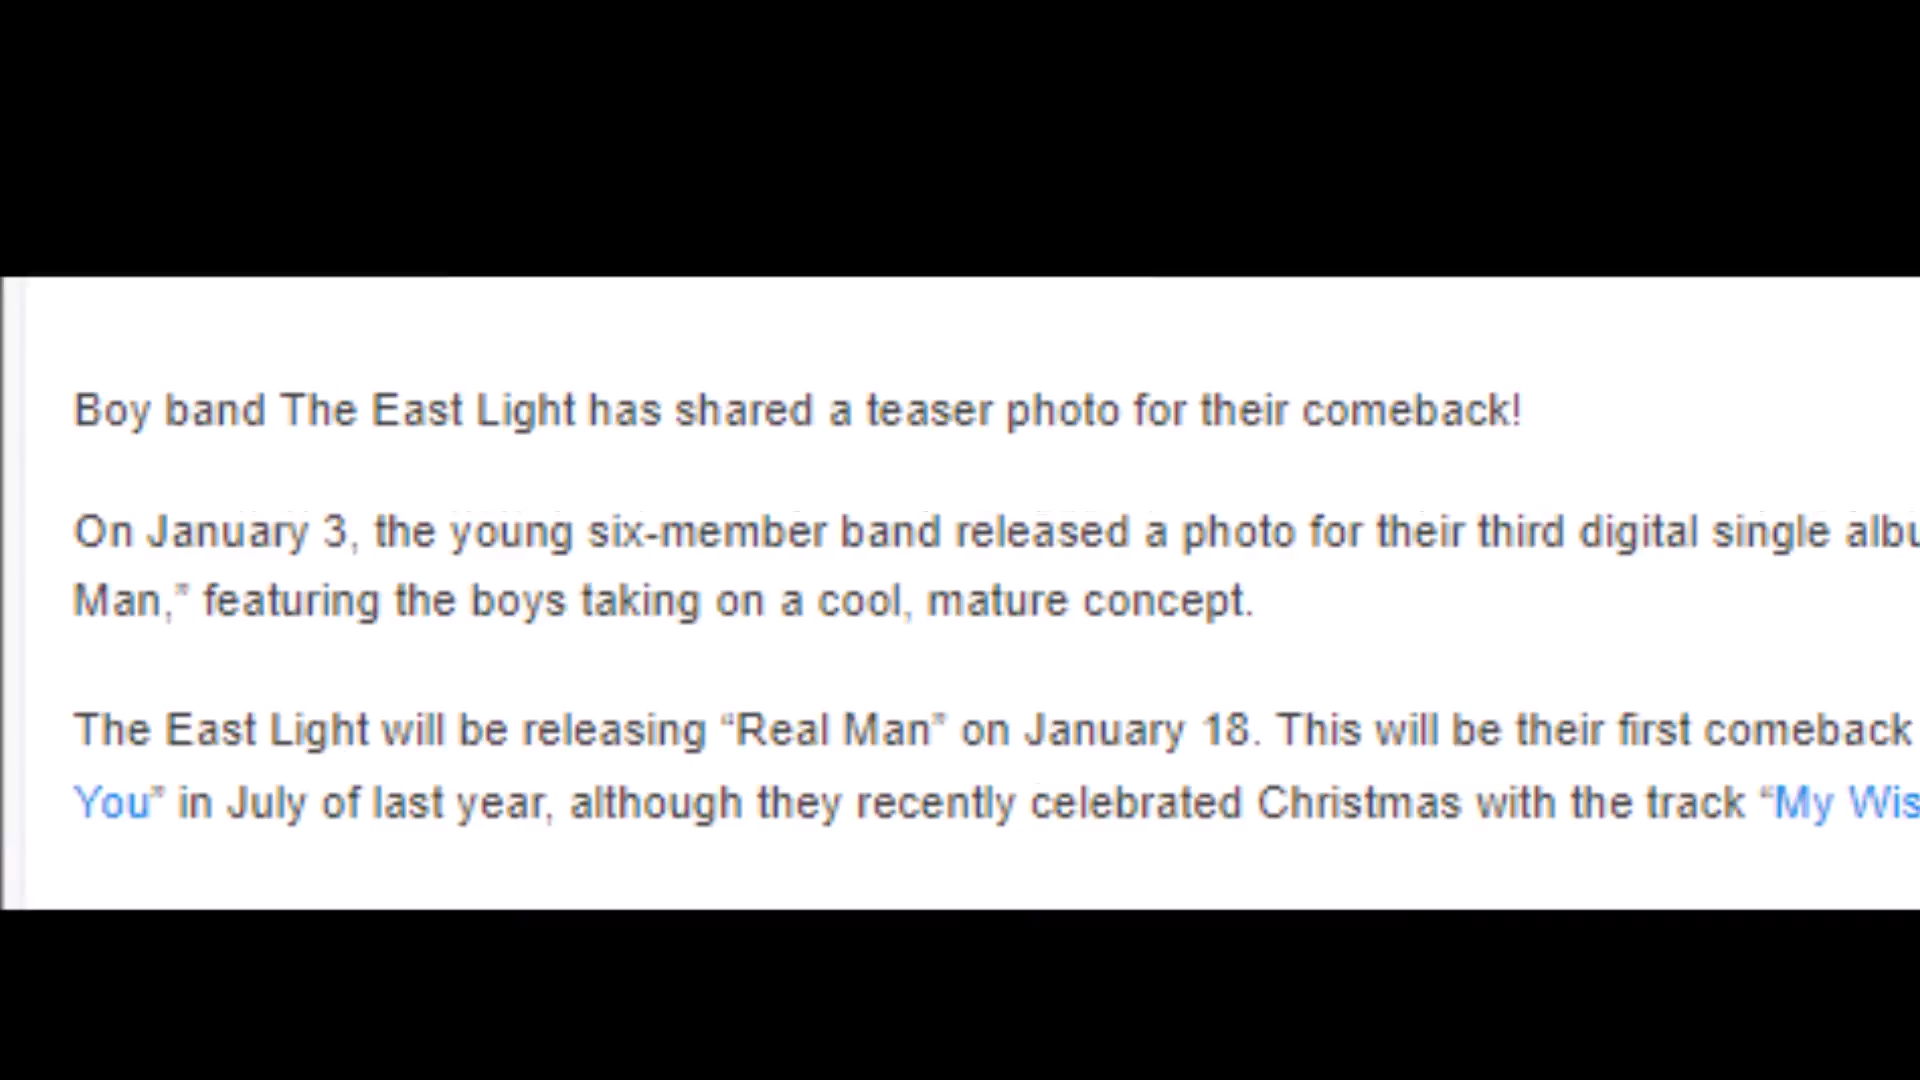 Boy band The East Light has shared a teaser photo for their comeback!
On January 3, the young six-member band released a photo for their third digital single
Man,” featuring the boys taking on a cool, mature concept.
The East Light will be releasing “Real Man” on January 18. This will be their first comeback
You” in July of last year, although they recently celebrated Christmas with the track “My